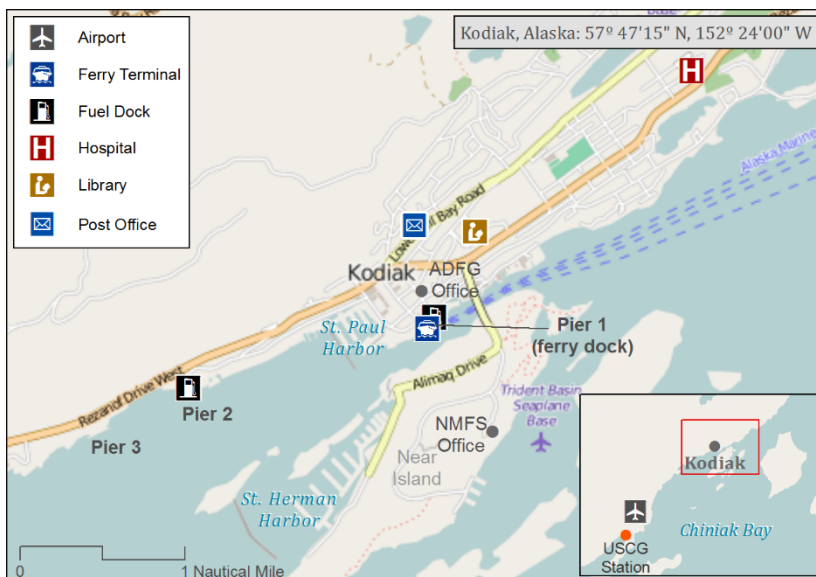 Airport
Ferry Terminal
Fuel Dock
Hospital
Library
Post Office
Kodiak, Alaska: 57º 47'15" N, 152º 24'00" W
Alaska Marine
Bay Road
Kodiak
ADFG
Office
St. Paul
Harbor
Pier 1
(ferry dock)
Alimaq Drive
Rezanof Drive West
Pier 2
Pier 3
Trident Basin
Seaplane
Base
NMFS
Office
Near
Island
St. Herman
Harbor
Kodiak
Chiniak Bay
USCG
Station
0
1 Nautical Mile